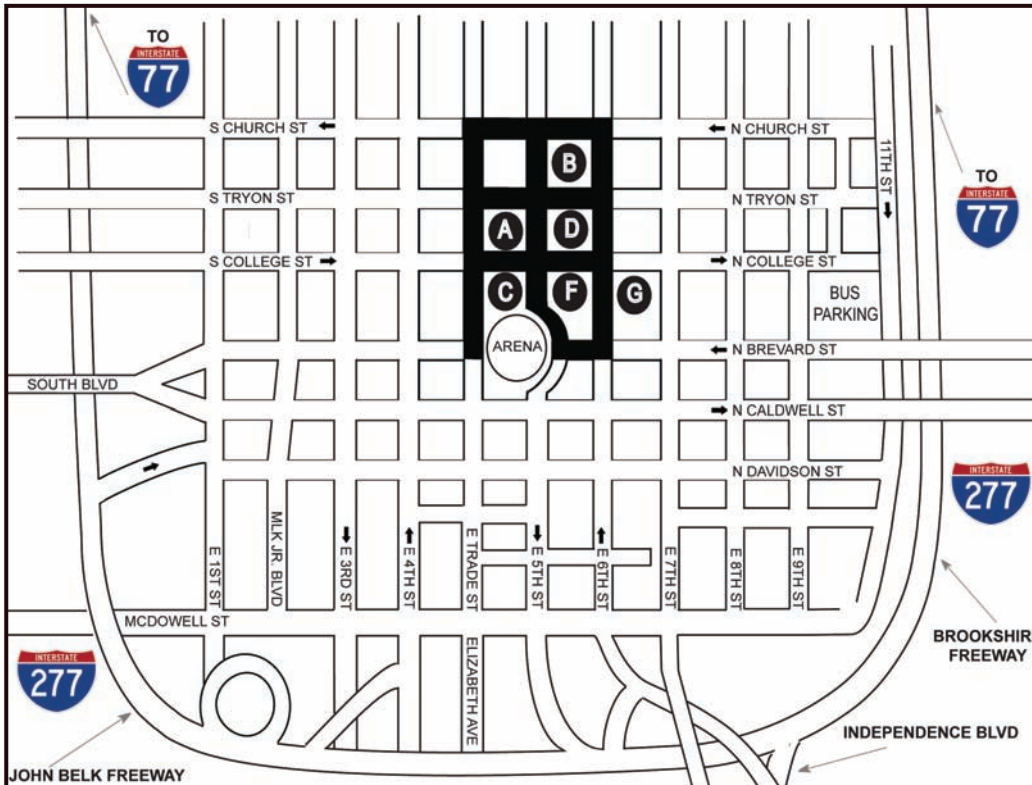 TO
INTERSTATE
77
S CHURCH ST
N CHURCH ST
B
11TH ST
TO
INTERSTATE
77
S TRYON ST
N TRYON ST
A
D
S COLLEGE ST
N COLLEGE ST
C
F
G
BUS
PARKING
ARENA
N BREVARD ST
SOUTH BLVD
N CALDWELL ST
N DAVIDSON ST
INTERSTATE
277
E 1ST ST
MLK JR. BLVD
E 3RD ST
E 4TH ST
E TRADE ST
E 5TH ST
E 6TH ST
E 7TH ST
E 8TH ST
E 9TH ST
MCDOWELL ST
BROOKSHIR
FREEWAY
INTERSTATE
277
ELIZABETH AVE
INDEPENDENCE BLVD
JOHN BELK FREEWAY